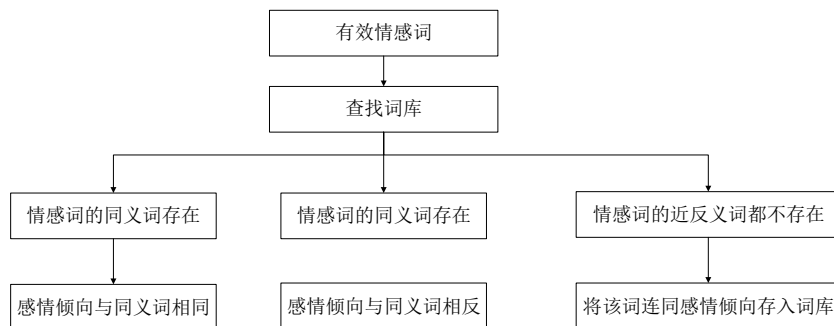 有效情感词
查找词库
情感词的同义词存在
情感词的同义词存在
情感词的近反义词都不存在
感情倾向与同义词相同
感情倾向与同义词相反
将该词连同感情倾向存入词库